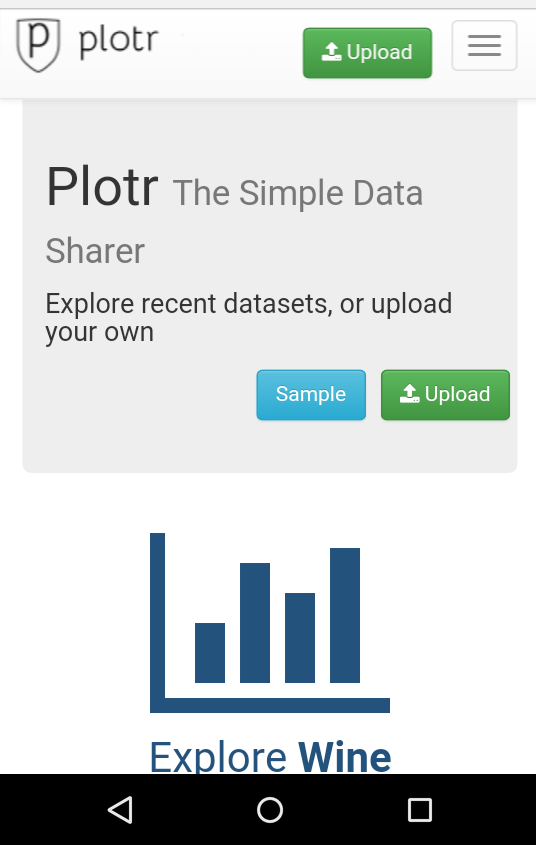 plotr
Upload
Plotr The Simple Data
Sharer
Explore recent datasets, or upload
your own
Sample
Upload
Explore Wine